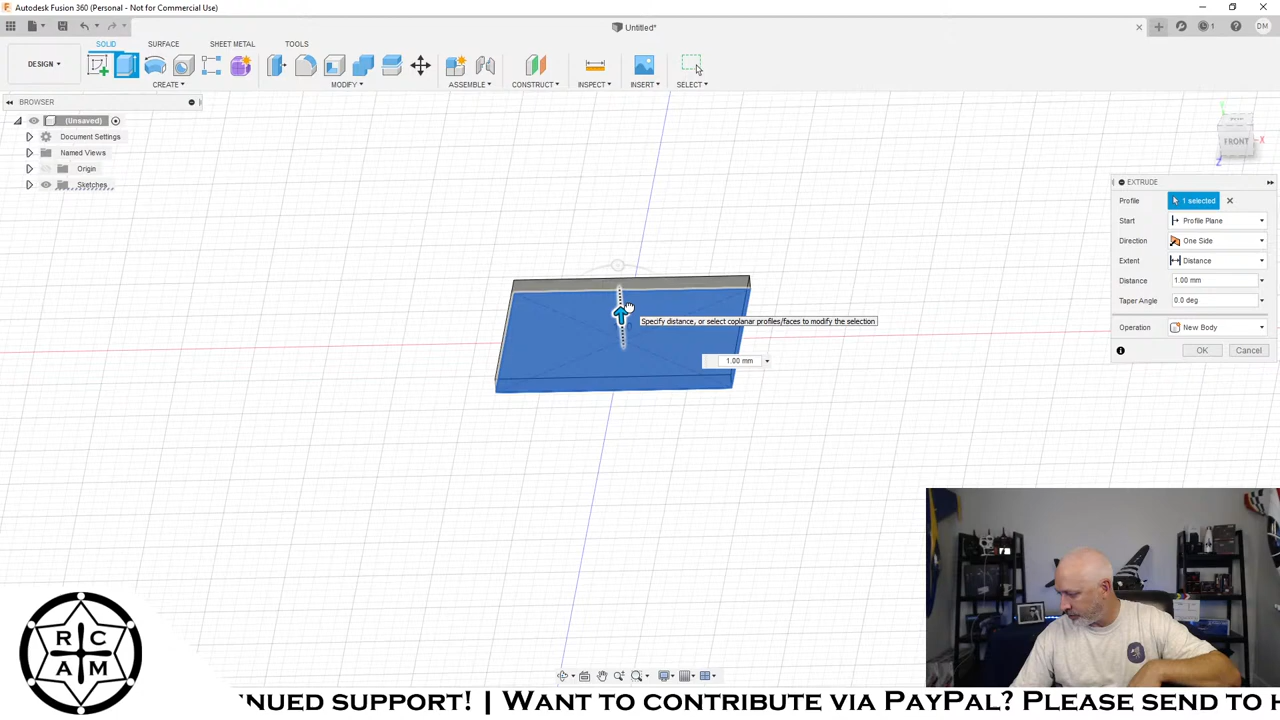 Autodesk Fusion 360 (Personal - Not for Commercial Use)
Untitled*
1
DM
DESIGN
SOLID
SURFACE
SHEET METAL
TOOLS
CREATE
MODIFY
ASSEMBLE
CONSTRUCT
INSPECT
INSERT
SELECT
BROWSER
(Unsaved)
Document Settings
Named Views
Origin
Sketches
FRONT
X
Y
Z
EXTRUDE
Profile 1 selected
Start Profile Plane
Direction One Side
Extent Distance
Distance 1.00 mm
Taper Angle 0.0 deg
Operation New Body
OK Cancel
Specify distance, or select coplanar profiles/faces to modify the selection
1.00 mm
R C
A M
NUED SUPPORT! | WANT TO CONTRIBUTE VIA PAYPAL? PLEASE SEND TO